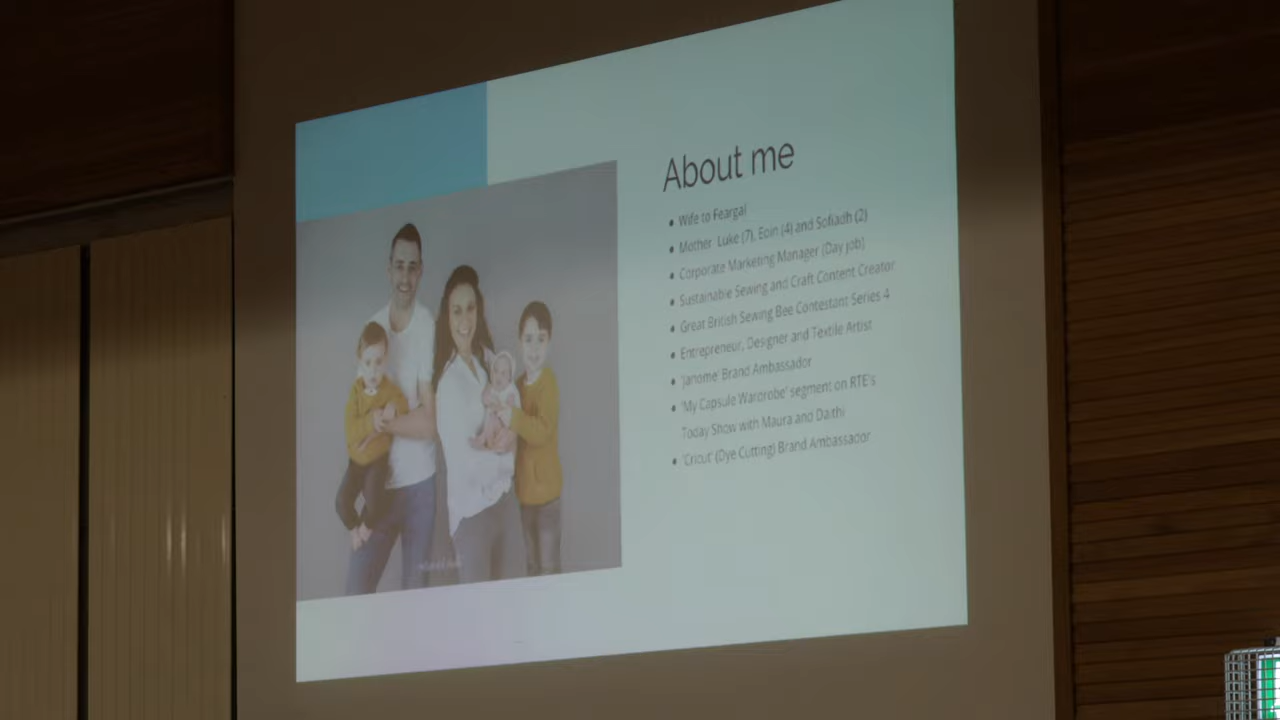 About me
• Wife to Feargal
• Mother Luke (7), Eoin (4) and Sofiadh (2)
• Corporate Marketing Manager (Day job)
• Sustainable Sewing and Craft Content Creator
• Great British Sewing Bee Contestant Series 4
• Entrepreneur, Designer and Textile Artist
• 'Janome' Brand Ambassador
• 'My Capsule Wardrobe' segment on RTE's
Today Show with Maura and Daithi
• 'Cricut' (Dye Cutting) Brand Ambassador